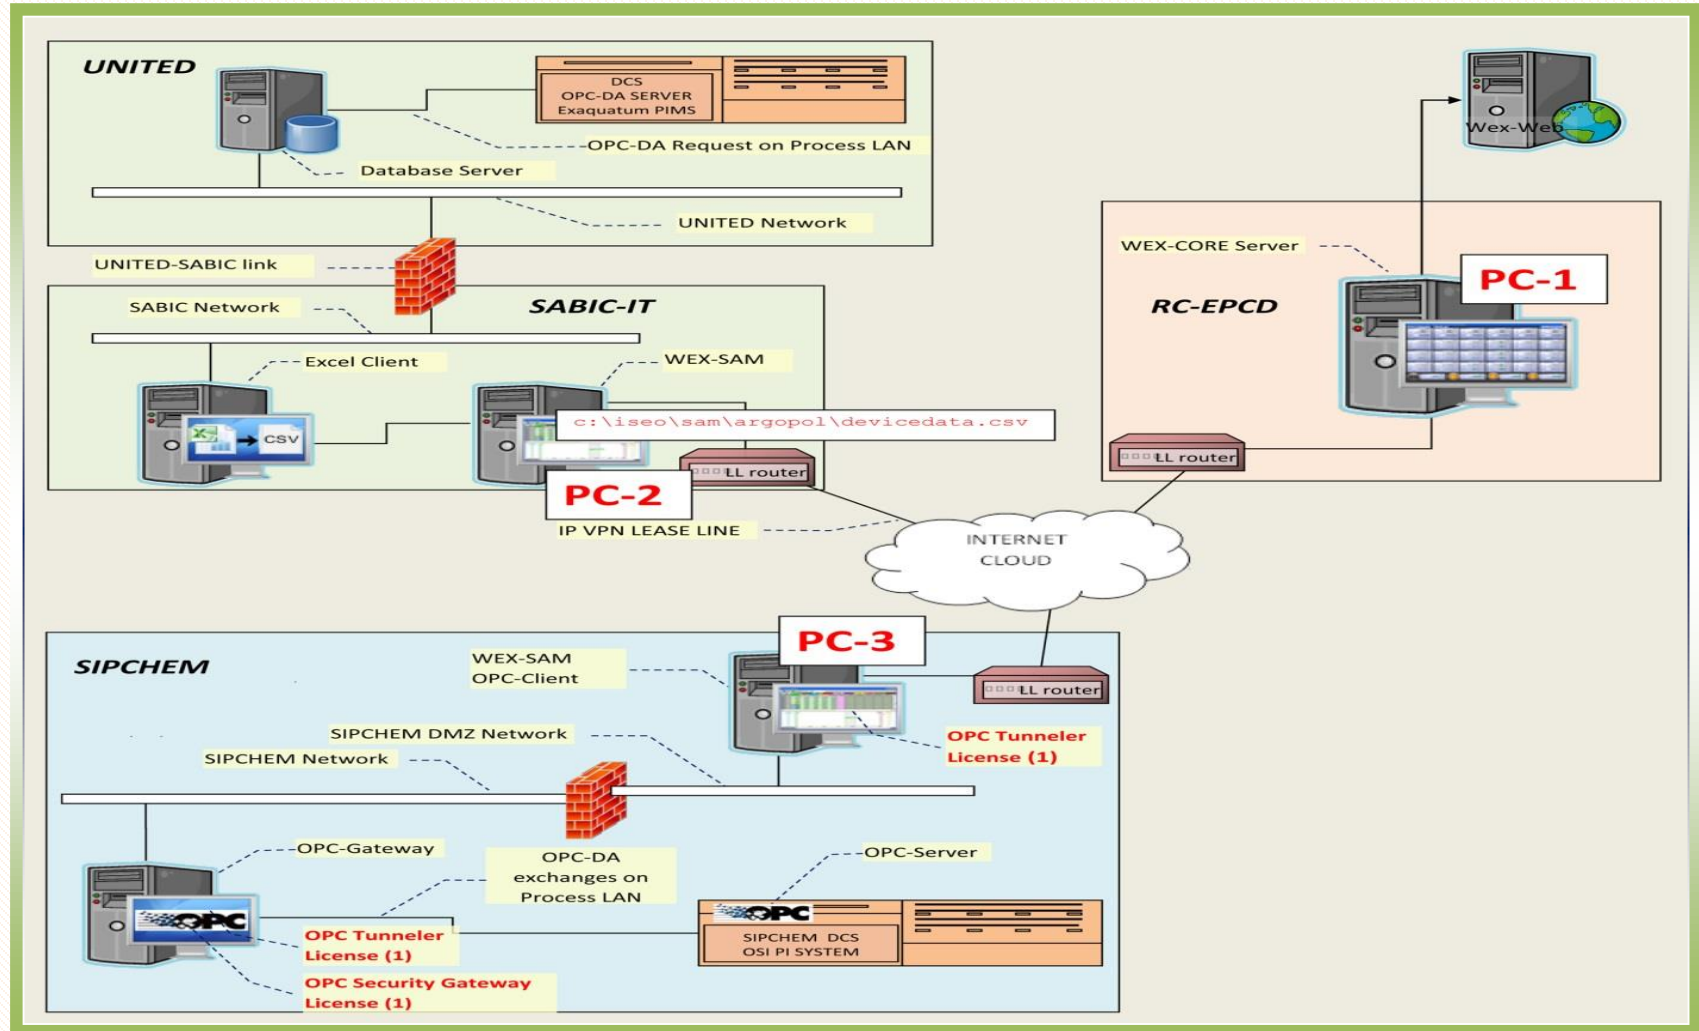 UNITED
DCS
OPC-DA SERVER
Exaquatum PIMS
OPC-DA Request on Process LAN
Database Server
UNITED Network
UNITED-SABIC link
SABIC Network
SABIC-IT
Excel Client
WEX-SAM
CSV
c:\iseo\sam\argopol\devicedata.csv
LL router
PC-2
IP VPN LEASE LINE
Wex-Web
WEX-CORE Server
PC-1
RC-EPCD
LL router
INTERNET
CLOUD
SIPCHEM
PC-3
WEX-SAM
OPC-Client
LL router
SIPCHEM DMZ Network
OPC Tunneler
License (1)
SIPCHEM Network
OPC-Gateway
OPC-DA
exchanges on
Process LAN
OPC-Server
OPC
OPC
OPC Tunneler
License (1)
SIPCHEM DCS
OSI PI SYSTEM
OPC Security Gateway
License (1)